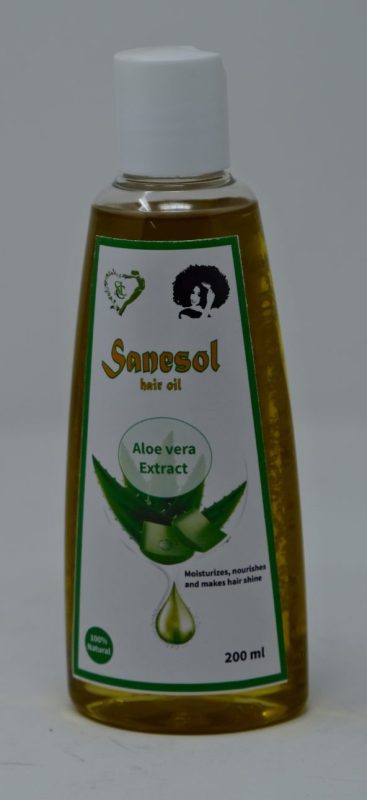 Sanesol
hair oil
Aloe vera
Extract
Moisturizes, nourishes
and makes hair shine
100%
Natural
200 ml